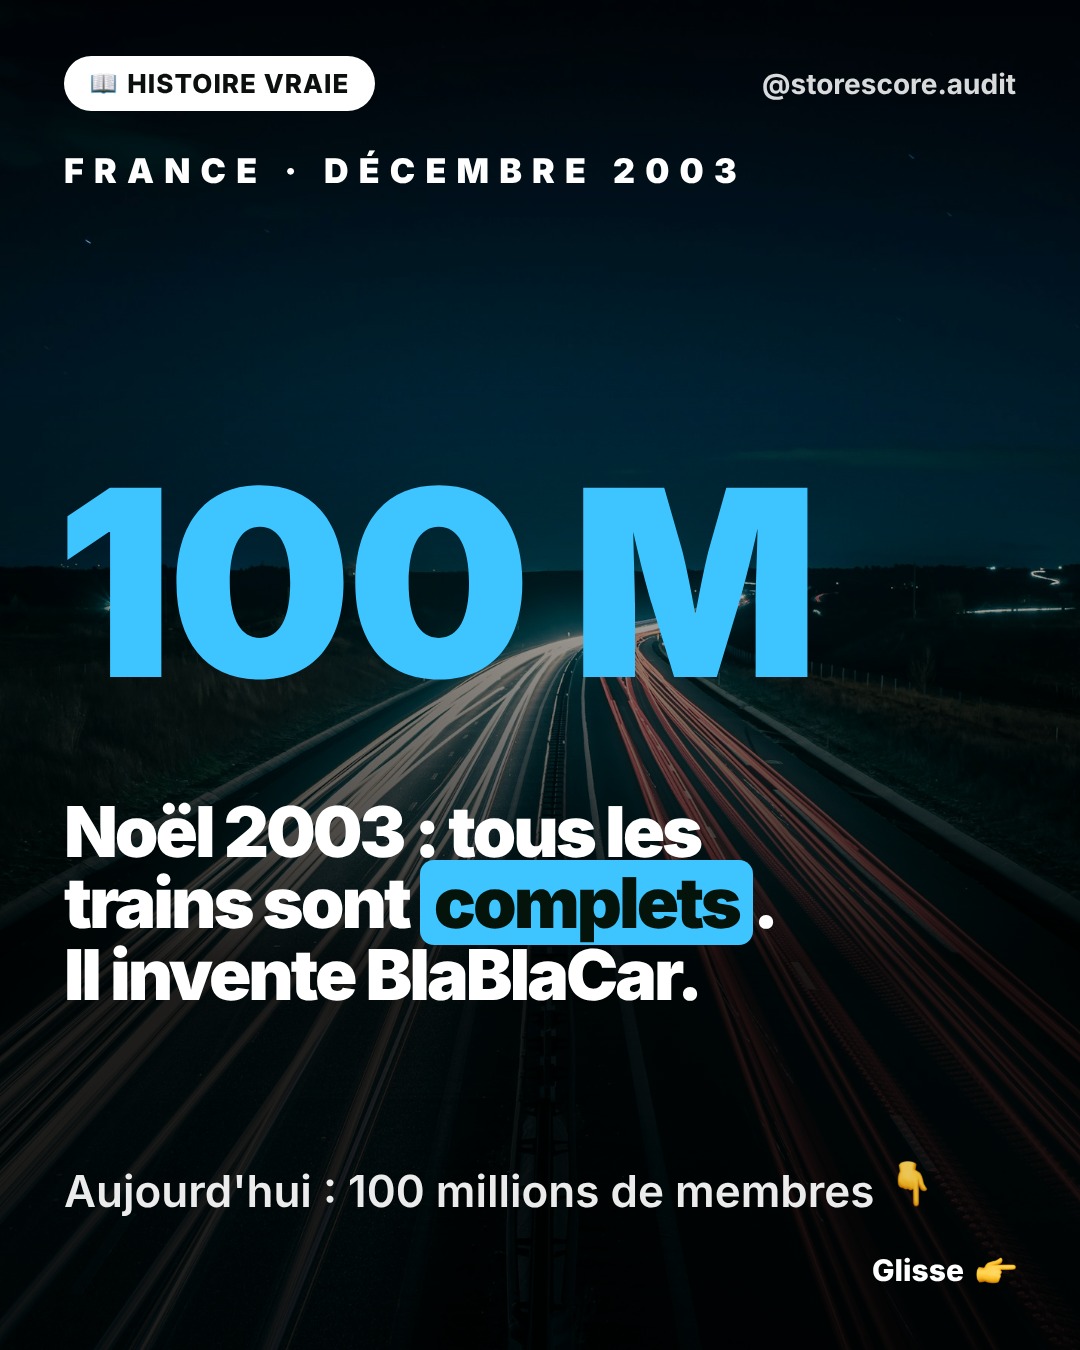 📖 HISTOIRE VRAIE
@storescore.audit
FRANCE · DÉCEMBRE 2003
100 M
Noël 2003 : tous les
trains sont complets.
Il invente BlaBlaCar.
Aujourd'hui : 100 millions de membres 👇
Glisse 👉